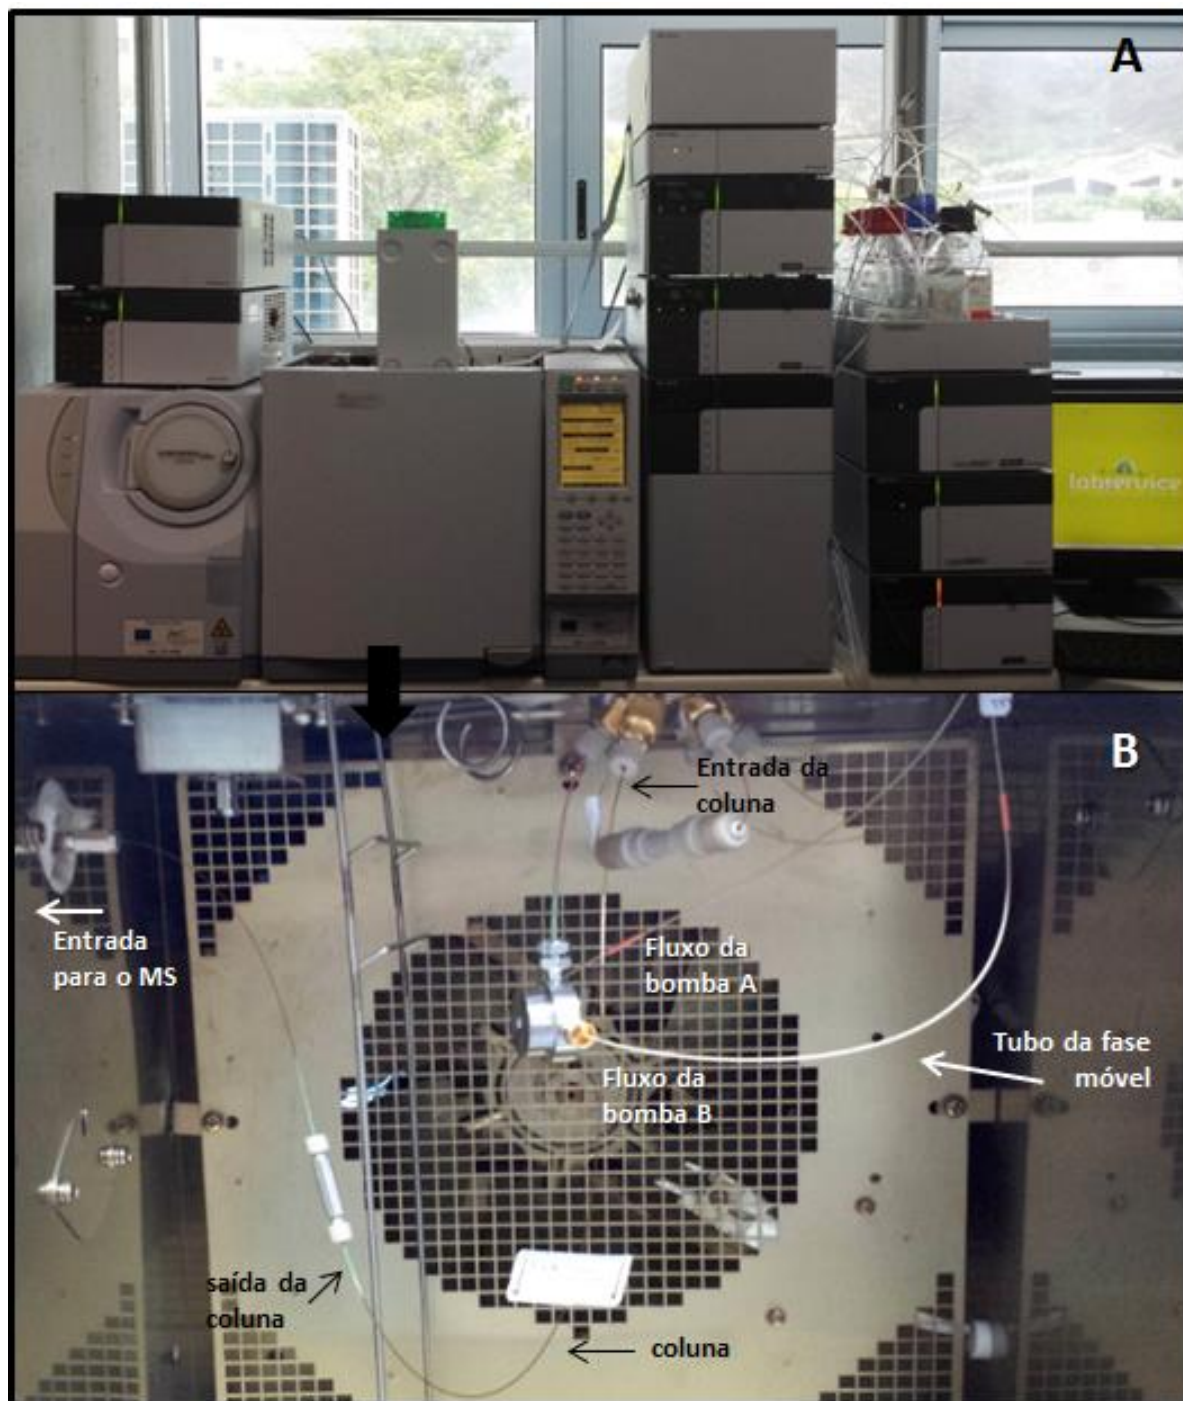 A
labservice
B
Entrada da
coluna
Entrada
para o MS
Fluxo da
bomba A
Tubo da fase
móvel
Fluxo da
bomba B
saída da
coluna
coluna